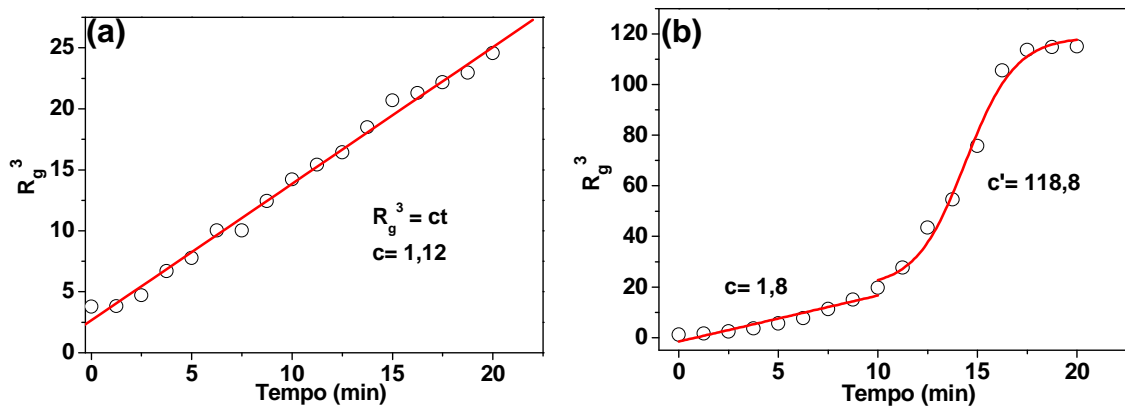 (a)
25
20
15
10
5
0
R_g^3
R_g^3 = ct
c= 1,12
0 5 10 15 20
Tempo (min)
(b)
120
100
80
60
40
20
0
R_g^3
c'= 118,8
c= 1,8
0 5 10 15 20
Tempo (min)